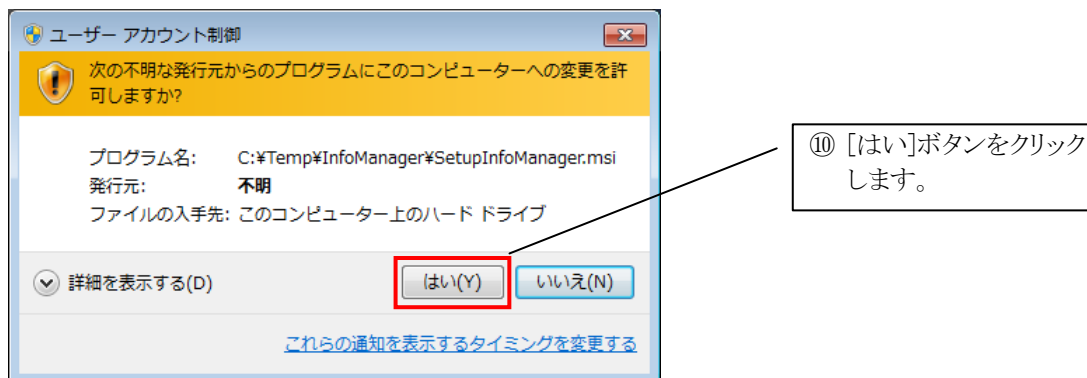 ユーザー アカウント制御
次の不明な発行元からのプログラムにこのコンピューターへの変更を許
可しますか?
プログラム名: C:¥Temp¥InfoManager¥SetupInfoManager.msi
発行元: 不明
ファイルの入手先: このコンピューター上のハード ドライブ
詳細を表示する(D)
はい(Y)
いいえ(N)
これらの通知を表示するタイミングを変更する
⑩ [はい]ボタンをクリック
します。